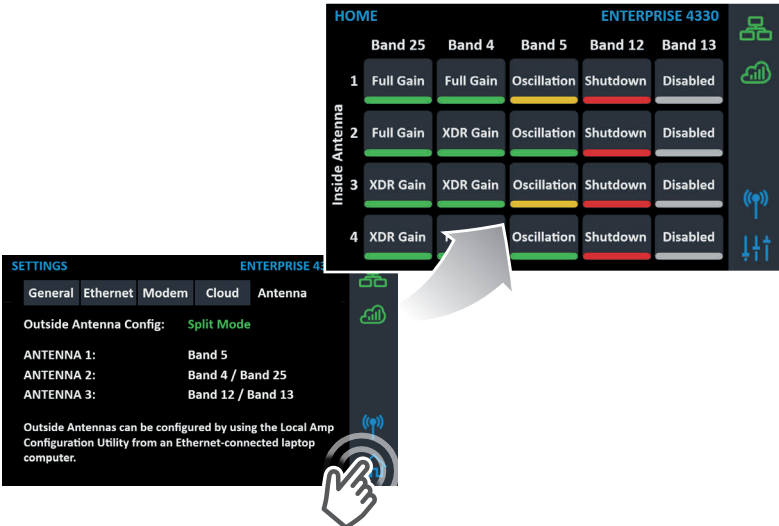 HOME ENTERPRISE 4330
Band 25 Band 4 Band 5 Band 12 Band 13
Inside Antenna
1 Full Gain Full Gain Oscillation Shutdown Disabled
2 Full Gain XDR Gain Oscillation Shutdown Disabled
3 XDR Gain XDR Gain Oscillation Shutdown Disabled
4 XDR Gain Oscillation Shutdown Disabled
SETTINGS ENTERPRISE
General Ethernet Modem Cloud Antenna
Outside Antenna Config: Split Mode
ANTENNA 1: Band 5
ANTENNA 2: Band 4 / Band 25
ANTENNA 3: Band 12 / Band 13
Outside Antennas can be configured by using the Local Amp
Configuration Utility from an Ethernet-connected laptop
computer.